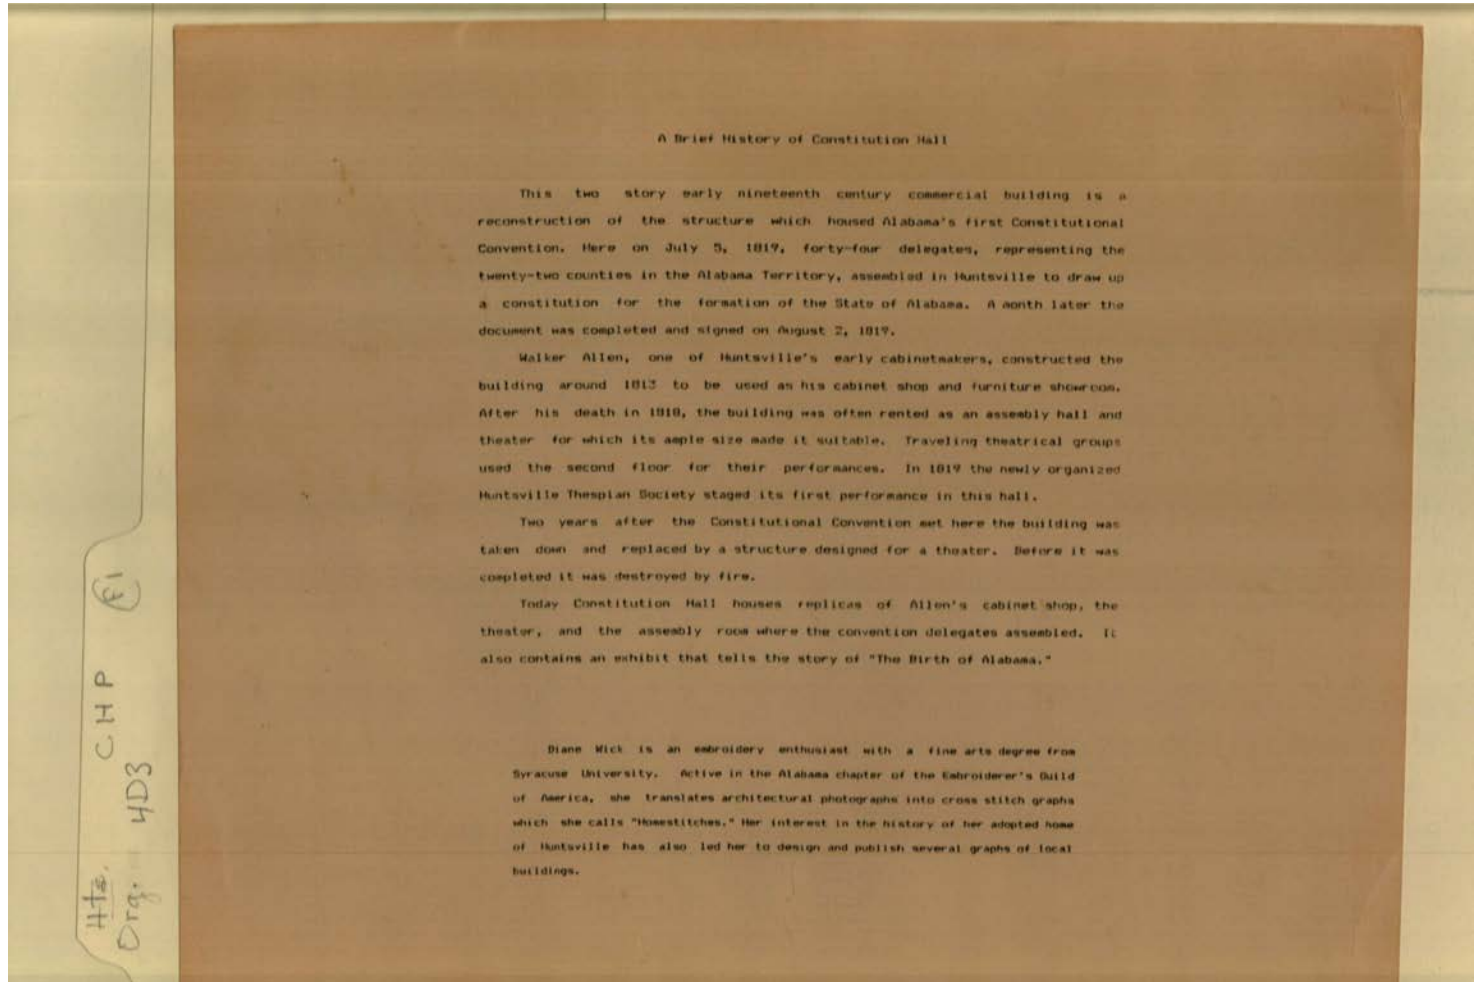 A Brief History of Constitution Hall
This two story early nineteenth century commercial building is a
reconstruction of the structure which housed Alabama's first Constitutional
Convention. Here on July 5, 1819, forty-four delegates, representing the
twenty-two counties in the Alabama Territory, assembled in Huntsville to draw up
a constitution for the formation of the State of Alabama. A month later the
document was completed and signed on August 2, 1819.
Walker Allen, one of Huntsville's early cabinetmakers, constructed the
building around 1813 to be used as his cabinet shop and furniture showroom.
After his death in 1818, the building was often rented as an assembly hall and
theater for which its ample size made it suitable. Traveling theatrical groups
used the second floor for their performances. In 1819 the newly organized
Huntsville Thespian Society staged its first performance in this hall.
Two years after the Constitutional Convention met here the building was
taken down and replaced by a structure designed for a theater. Before it was
completed it was destroyed by fire.
Today Constitution Hall houses replicas of Allen's cabinet shop, the
theater, and the assembly room where the convention delegates assembled. It
also contains an exhibit that tells the story of "The Birth of Alabama."
Diane Wick is an embroidery enthusiast with a fine arts degree from
Syracuse University. Active in the Alabama chapter of the Embroiderer's Guild
of America, she translates architectural photographs into cross stitch graphs
which she calls "Homestitches." Her interest in the history of her adopted home
of Huntsville has also led her to design and publish several graphs of local
buildings.
CHP F1
Org. 4D3